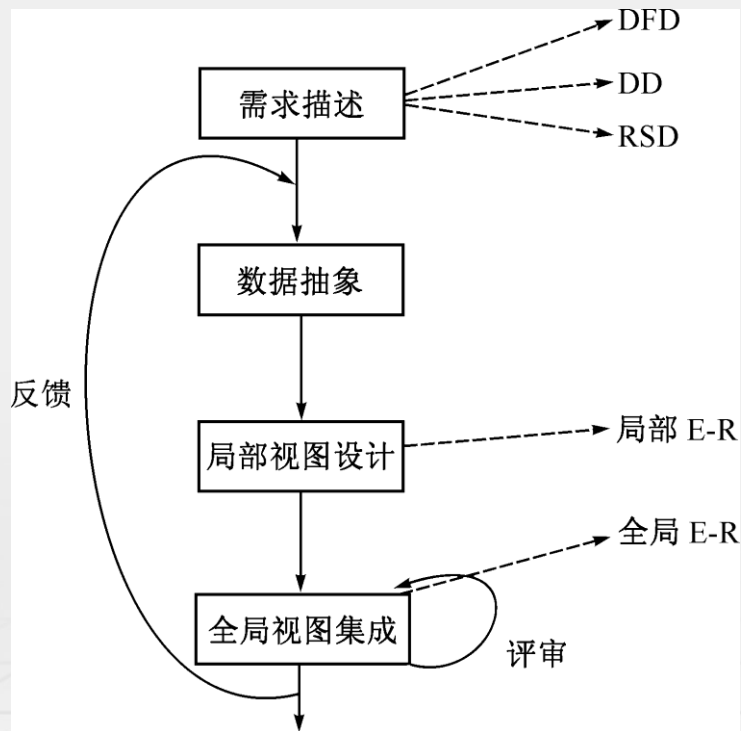 DFD
需求描述
DD
RSD
数据抽象
反馈
局部视图设计
局部 E-R
全局 E-R
全局视图集成
评审